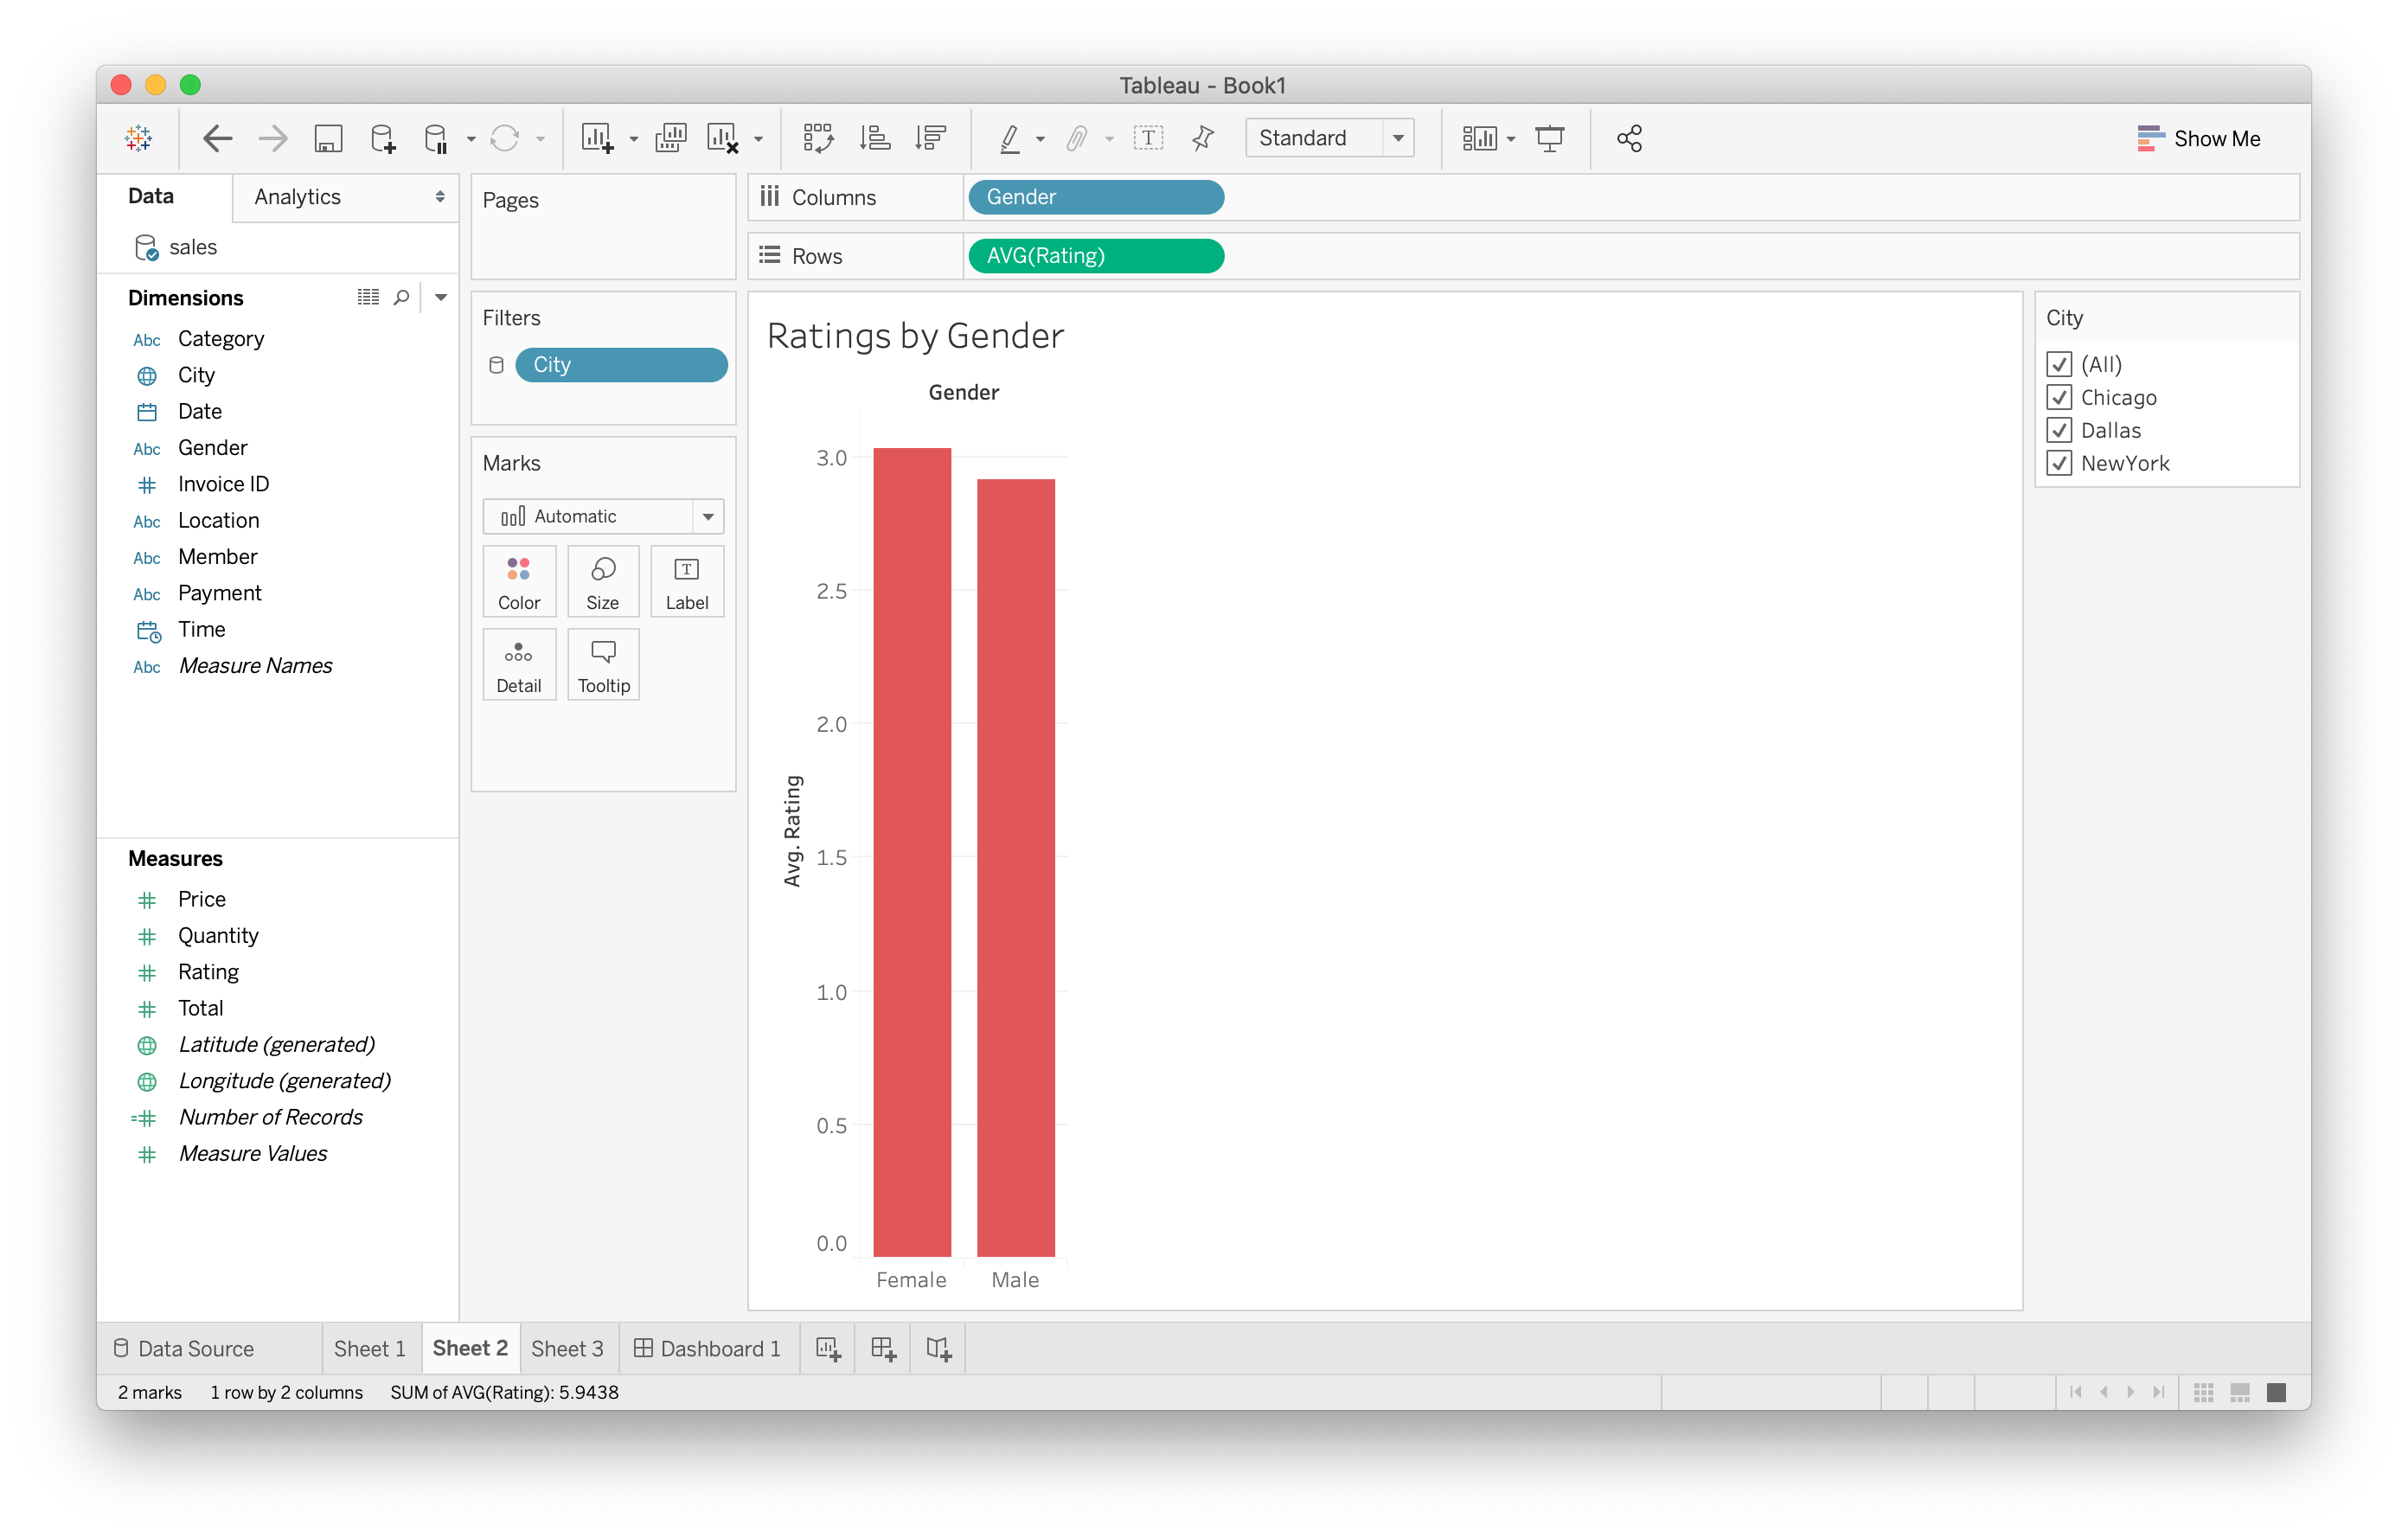 Tableau - Book1
Standard
Show Me
Data
Analytics
sales
Dimensions
Abc Category
City
Date
Abc Gender
Invoice ID
Abc Location
Abc Member
Abc Payment
Time
Abc Measure Names
Measures
Price
Quantity
Rating
Total
Latitude (generated)
Longitude (generated)
=# Number of Records
Measure Values
Pages
Filters
City
Marks
Automatic
Color Size Label
Detail Tooltip
Columns Gender
Rows AVG(Rating)
Ratings by Gender
Gender
Avg. Rating
3.0
2.5
2.0
1.5
1.0
0.5
0.0
Female Male
City
(All)
Chicago
Dallas
NewYork
Data Source Sheet 1 Sheet 2 Sheet 3 Dashboard 1
2 marks 1 row by 2 columns SUM of AVG(Rating): 5.9438